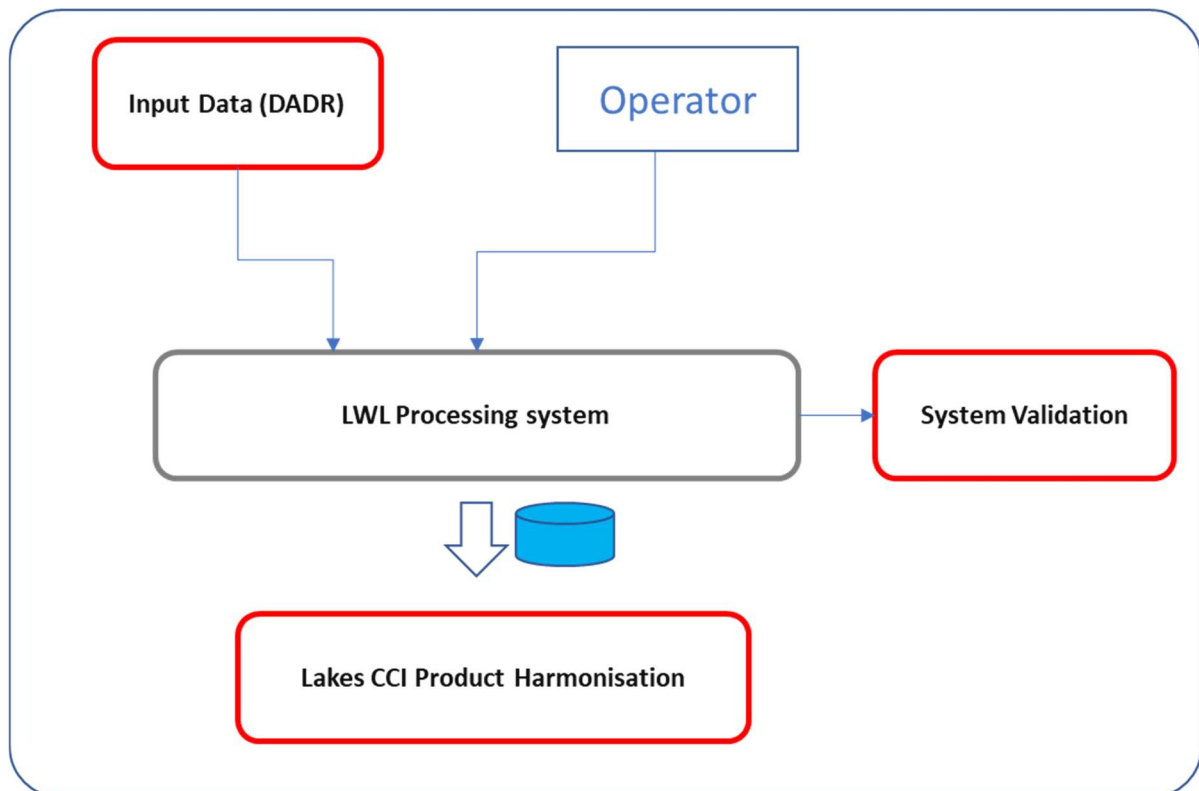 Input Data (DADR)
Operator
LWL Processing system
System Validation
Lakes CCI Product Harmonisation